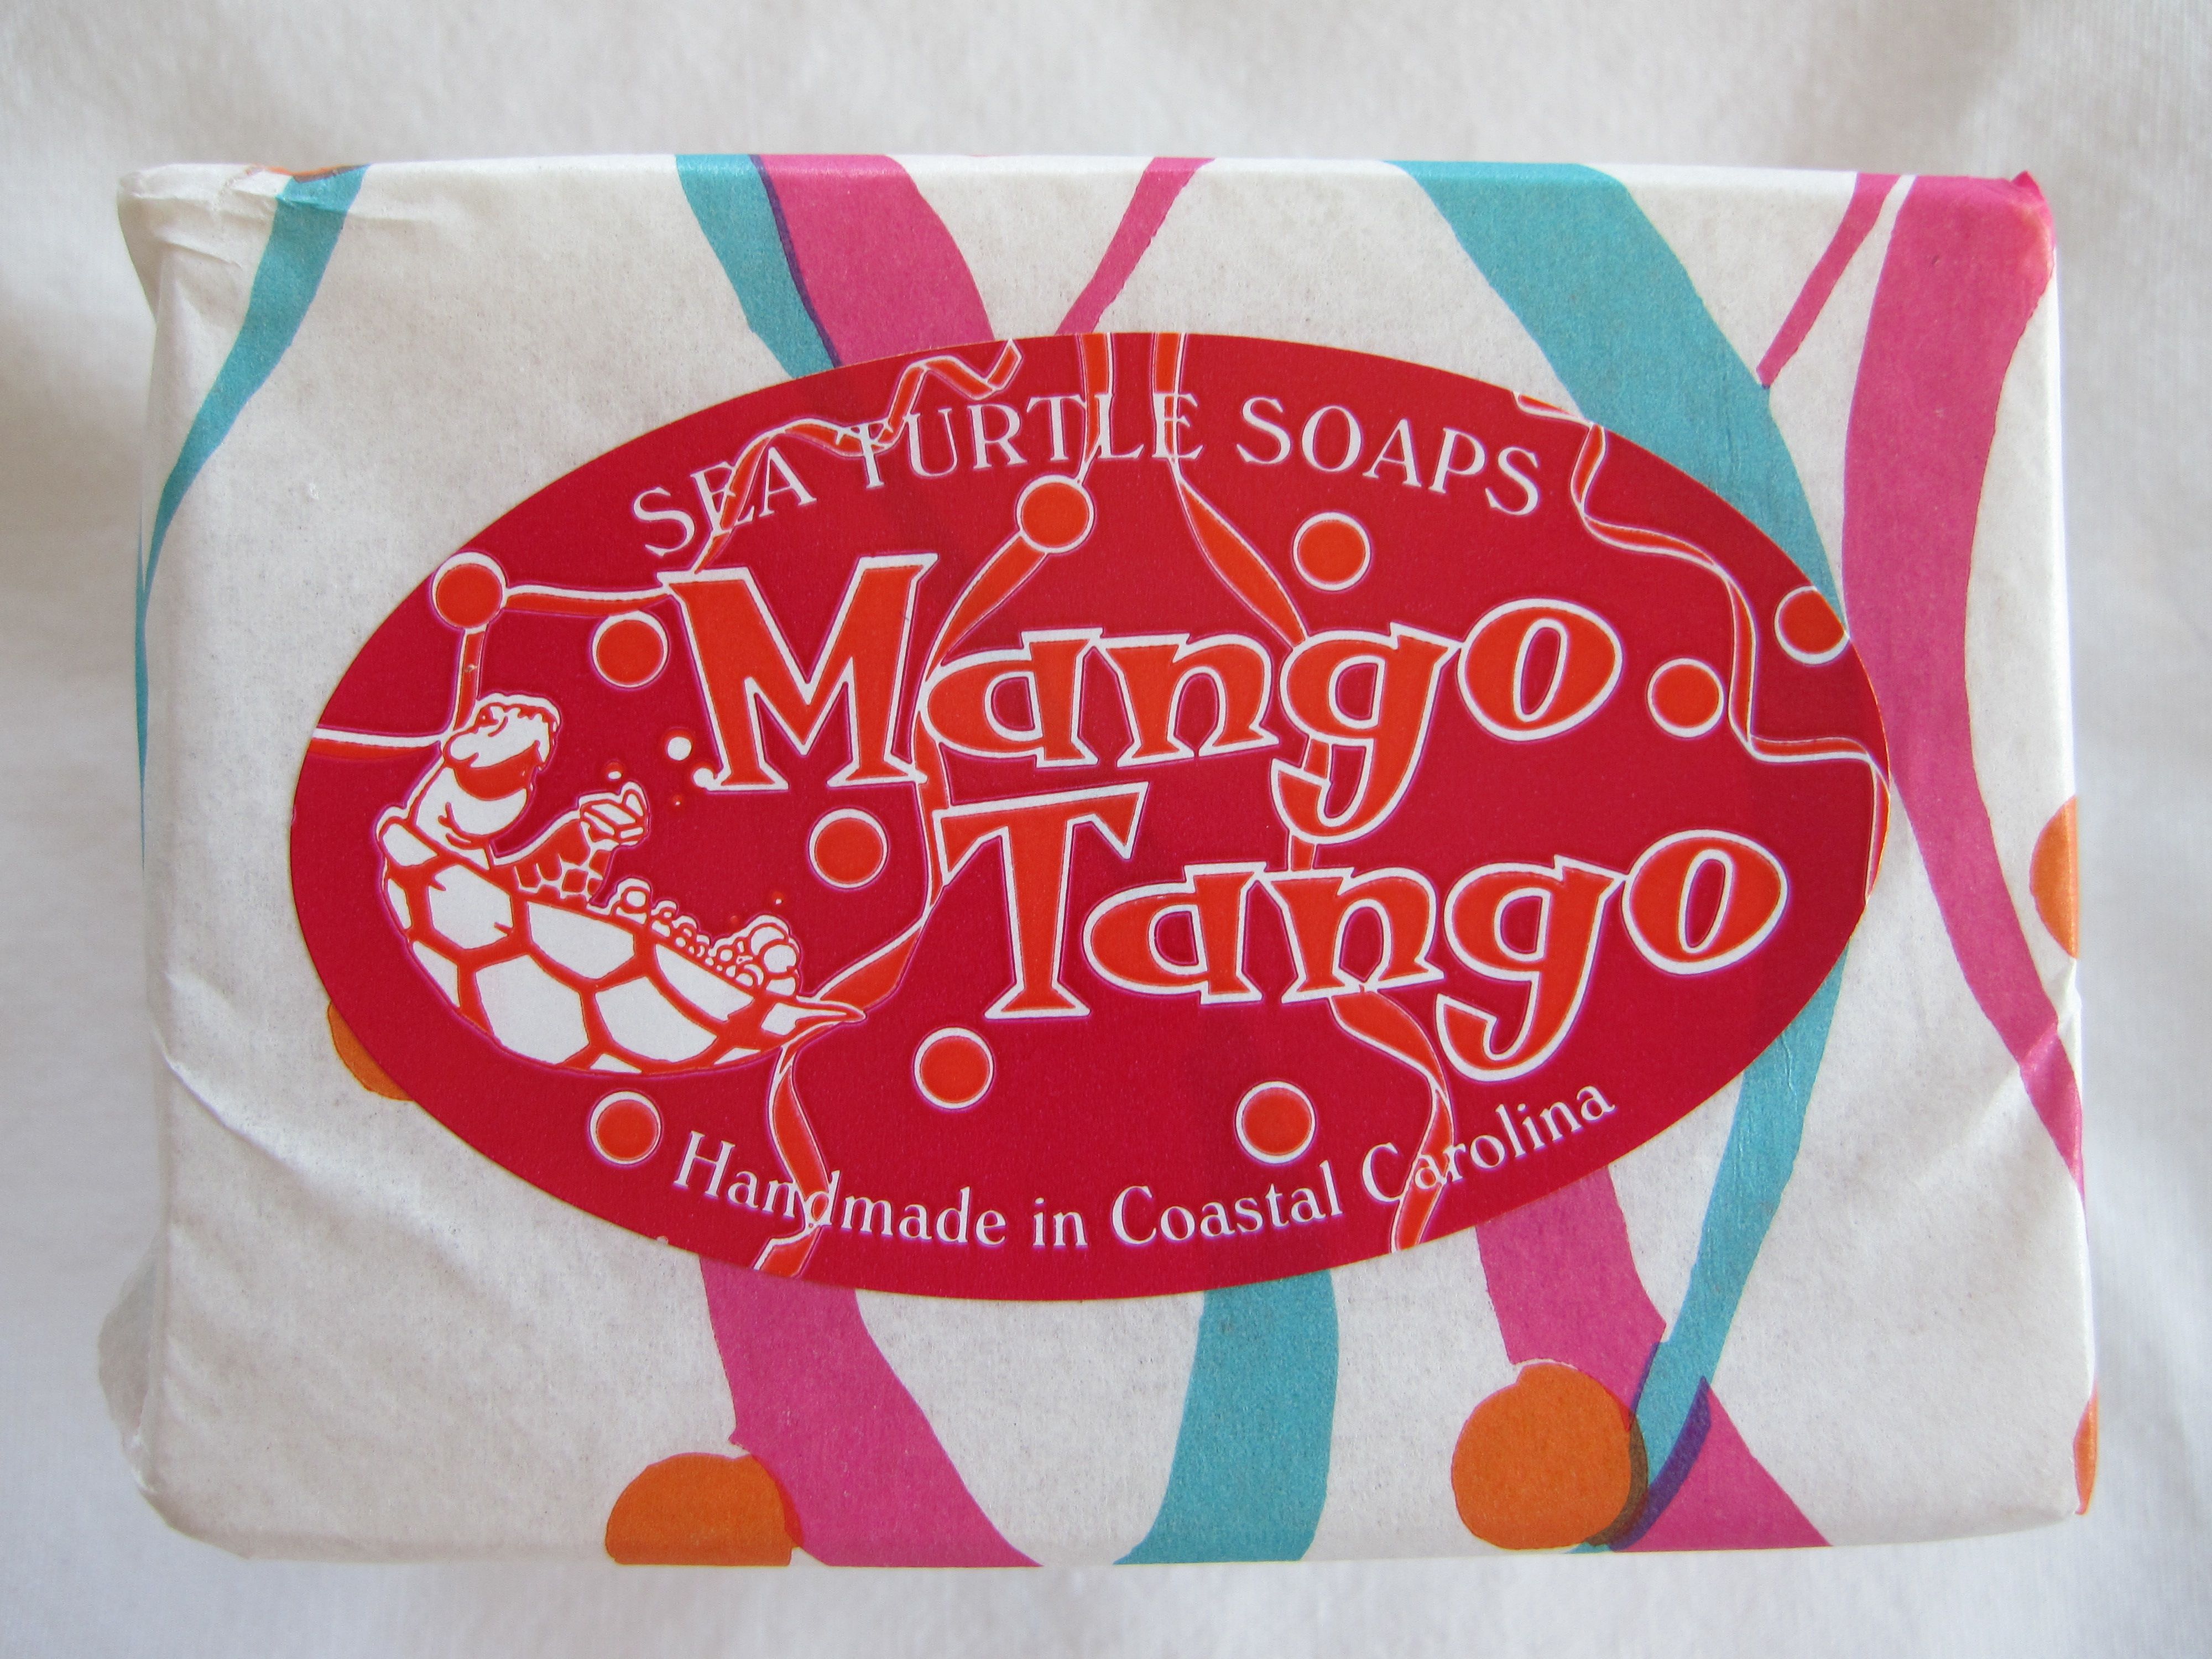 SEA TURTLE SOAPS
Mango
Tango
Handmade in Coastal Carolina